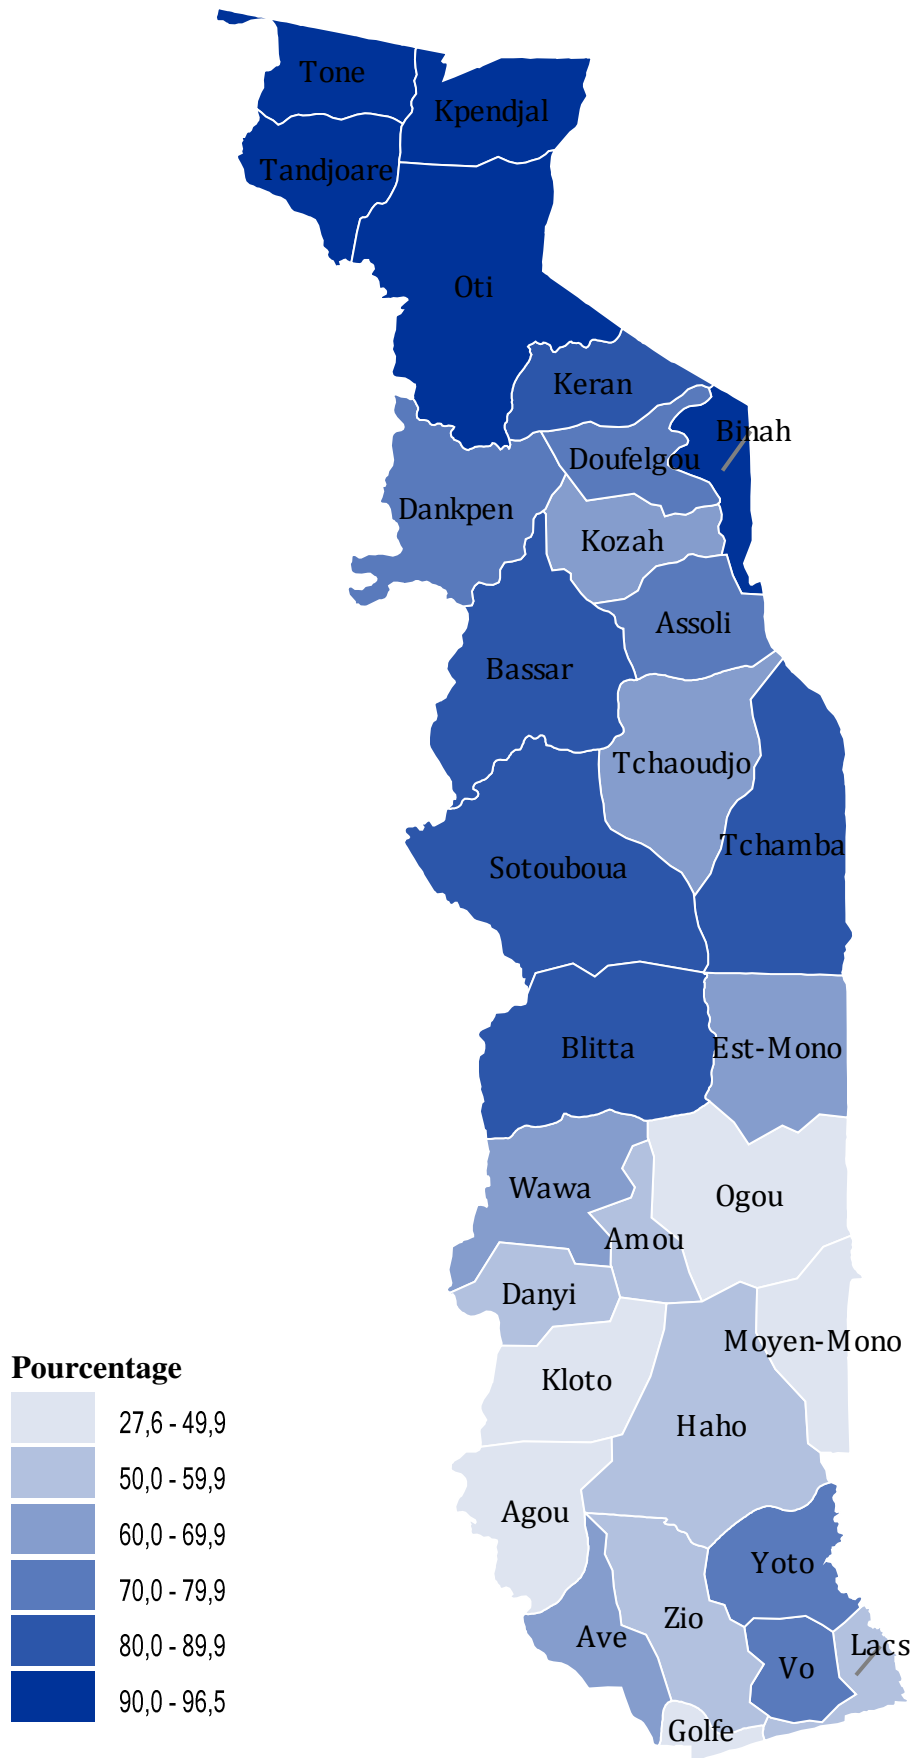 Tone
Kpendjal
Tandjoare
Oti
Keran
Binah
Doufelgou
Dankpen
Kozah
Assoli
Bassar
Tchaoudjo
Tchamba
Sotouboua
Blitta
Est-Mono
Wawa
Ogou
Amou
Danyi
Moyen-Mono
Kloto
Haho
Agou
Yoto
Zio
Ave
Lacs
Vo
Golfe
Pourcentage
27,6 - 49,9
50,0 - 59,9
60,0 - 69,9
70,0 - 79,9
80,0 - 89,9
90,0 - 96,5